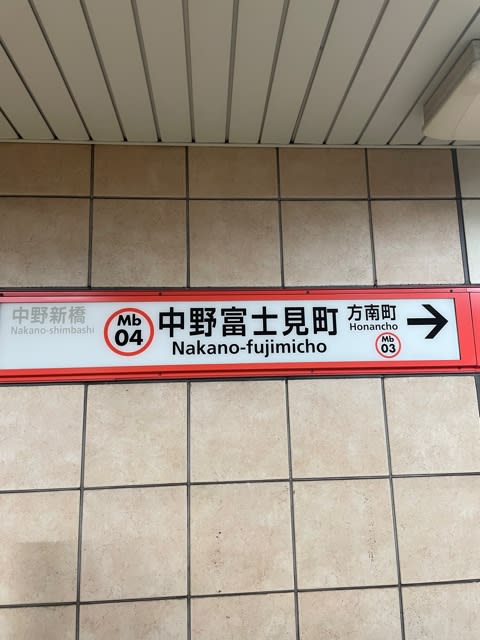 中野新橋
Nakano-shimbashi
Mb
04
中野富士見町
Nakano-fujimicho
方南町
Honancho
Mb
03